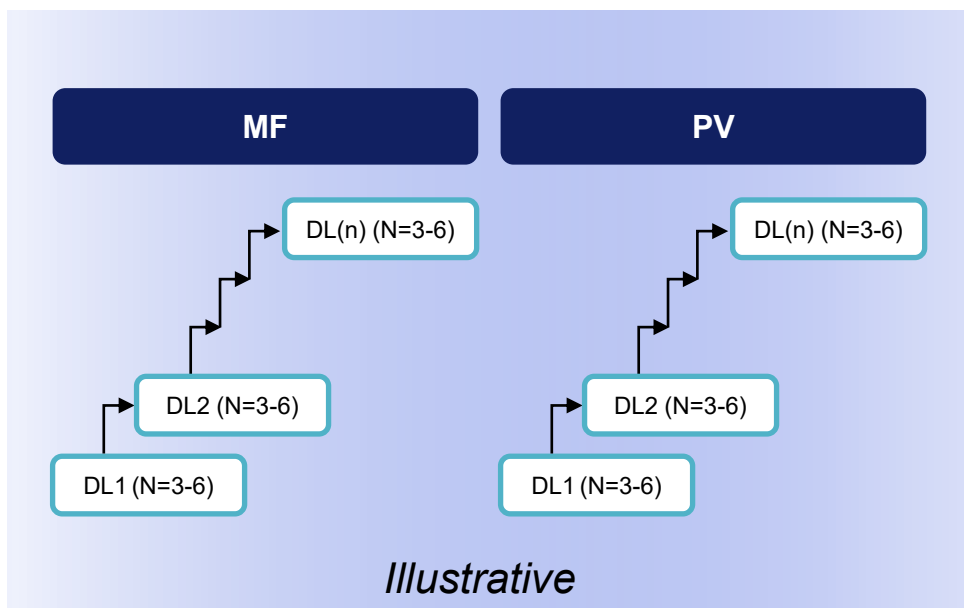 MF
DL(n) (N=3-6)
DL2 (N=3-6)
DL1 (N=3-6)
PV
DL(n) (N=3-6)
DL2 (N=3-6)
DL1 (N=3-6)
Illustrative